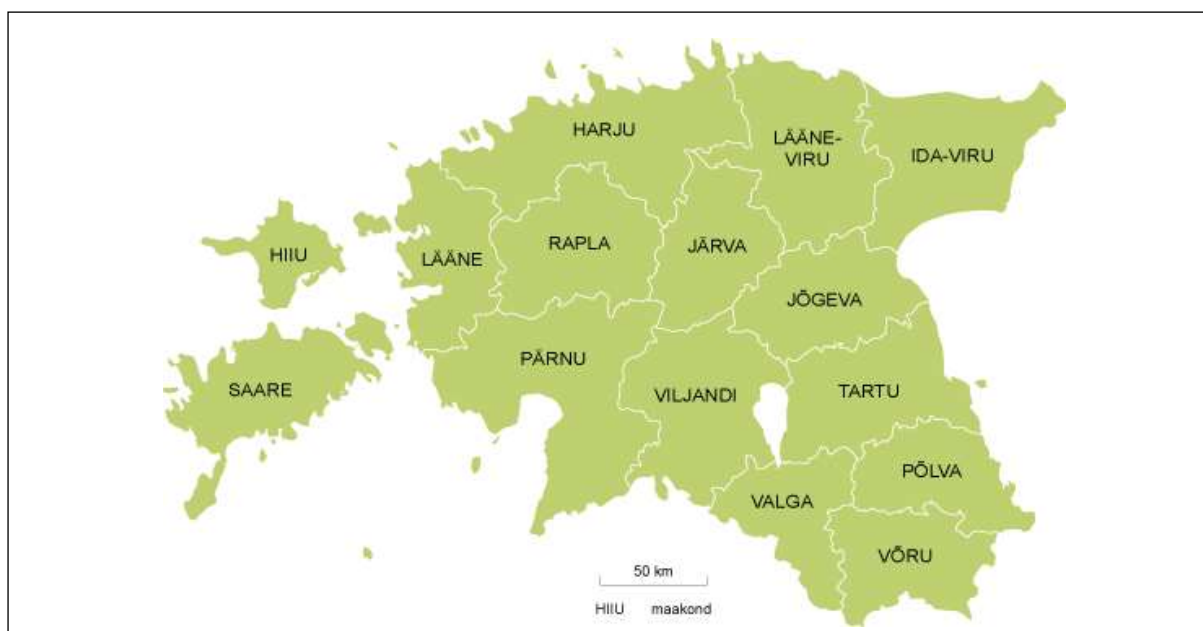 HARJU
LÄÄNE-
VIRU
IDA-VIRU
HIIU
LÄÄNE
RAPLA
JÄRVA
JÕGEVA
SAARE
PÄRNU
VILJANDI
TARTU
PÕLVA
VALGA
VÕRU
50 km
HIIU maakond